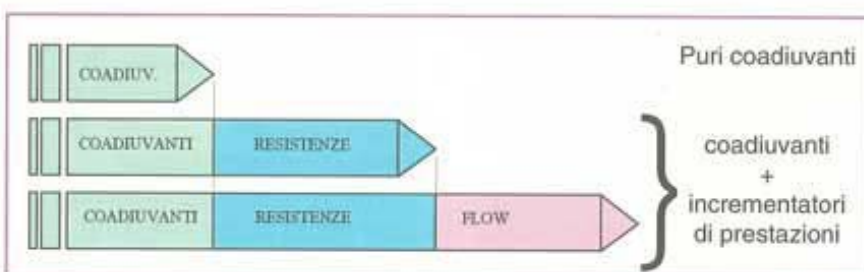 COADIUV.
Puri coadiuvanti
COADIUVANTI RESISTENZE
COADIUVANTI RESISTENZE FLOW
coadiuvanti
+
incrementatori
di prestazioni